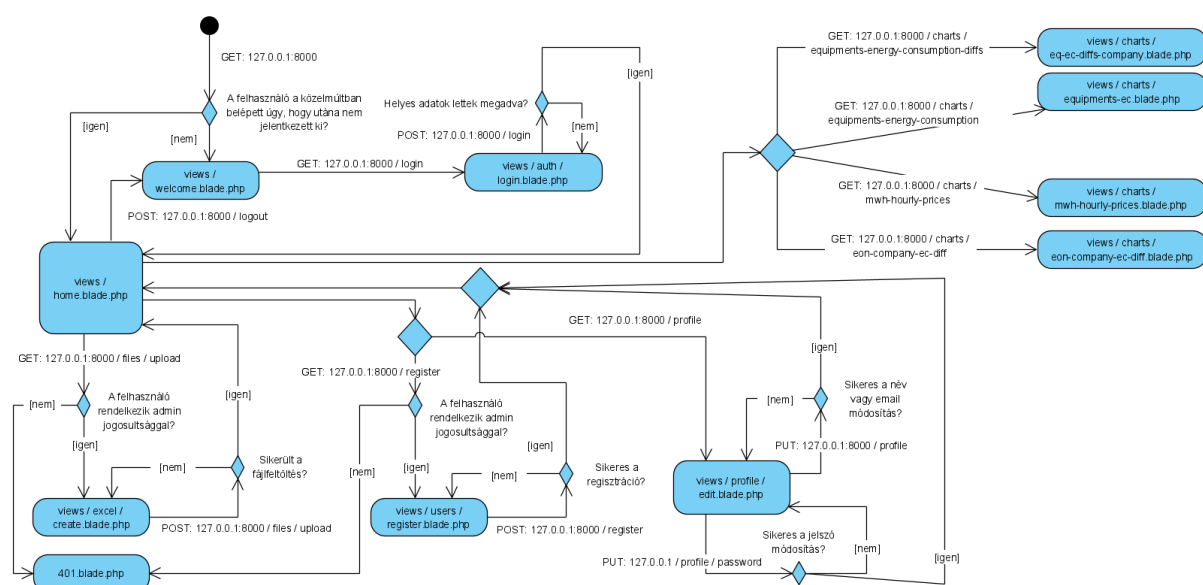 GET: 127.0.0.1:8000
A felhasználó a közelmúltban
belépett úgy, hogy utána nem
jelentkezett ki?
[igen]
[nem]
views /
welcome.blade.php
GET: 127.0.0.1:8000 / login
POST: 127.0.0.1:8000 / logout
Helyes adatok lettek megadva?
[igen]
[nem]
POST: 127.0.0.1:8000 / login
views / auth /
login.blade.php
GET: 127.0.0.1:8000 / charts /
equipments-energy-consumption-diffs
views / charts /
eq-ec-diffs-company.blade.php
GET: 127.0.0.1:8000 / charts /
equipments-energy-consumption
views / charts /
equipments-ec.blade.php
GET: 127.0.0.1:8000 / charts /
mwh-hourly-prices
views / charts /
mwh-hourly-prices.blade.php
GET: 127.0.0.1:8000 / charts /
eon-company-ec-diff
views / charts /
eon-company-ec-diff.blade.php
views /
home.blade.php
GET: 127.0.0.1:8000 / files / upload
[nem]
A felhasználó
rendelkezik admin
jogosultsággal?
[igen]
[igen]
[nem]
Sikerült a
fájlfeltöltés?
views / excel /
create.blade.php
POST: 127.0.0.1:8000 / files / upload
401.blade.php
GET: 127.0.0.1:8000 / register
A felhasználó
rendelkezik admin
jogosultsággal?
[nem]
[igen]
[igen]
[nem]
Sikeres a
regisztráció?
views / users /
register.blade.php
POST: 127.0.0.1:8000 / register
GET: 127.0.0.1:8000 / profile
[igen]
[nem]
Sikeres a név
vagy email
módosítás?
PUT: 127.0.0.1:8000 / profile
views / profile /
edit.blade.php
Sikeres a jelszó
módosítás?
[nem]
[igen]
PUT: 127.0.0.1 / profile / password